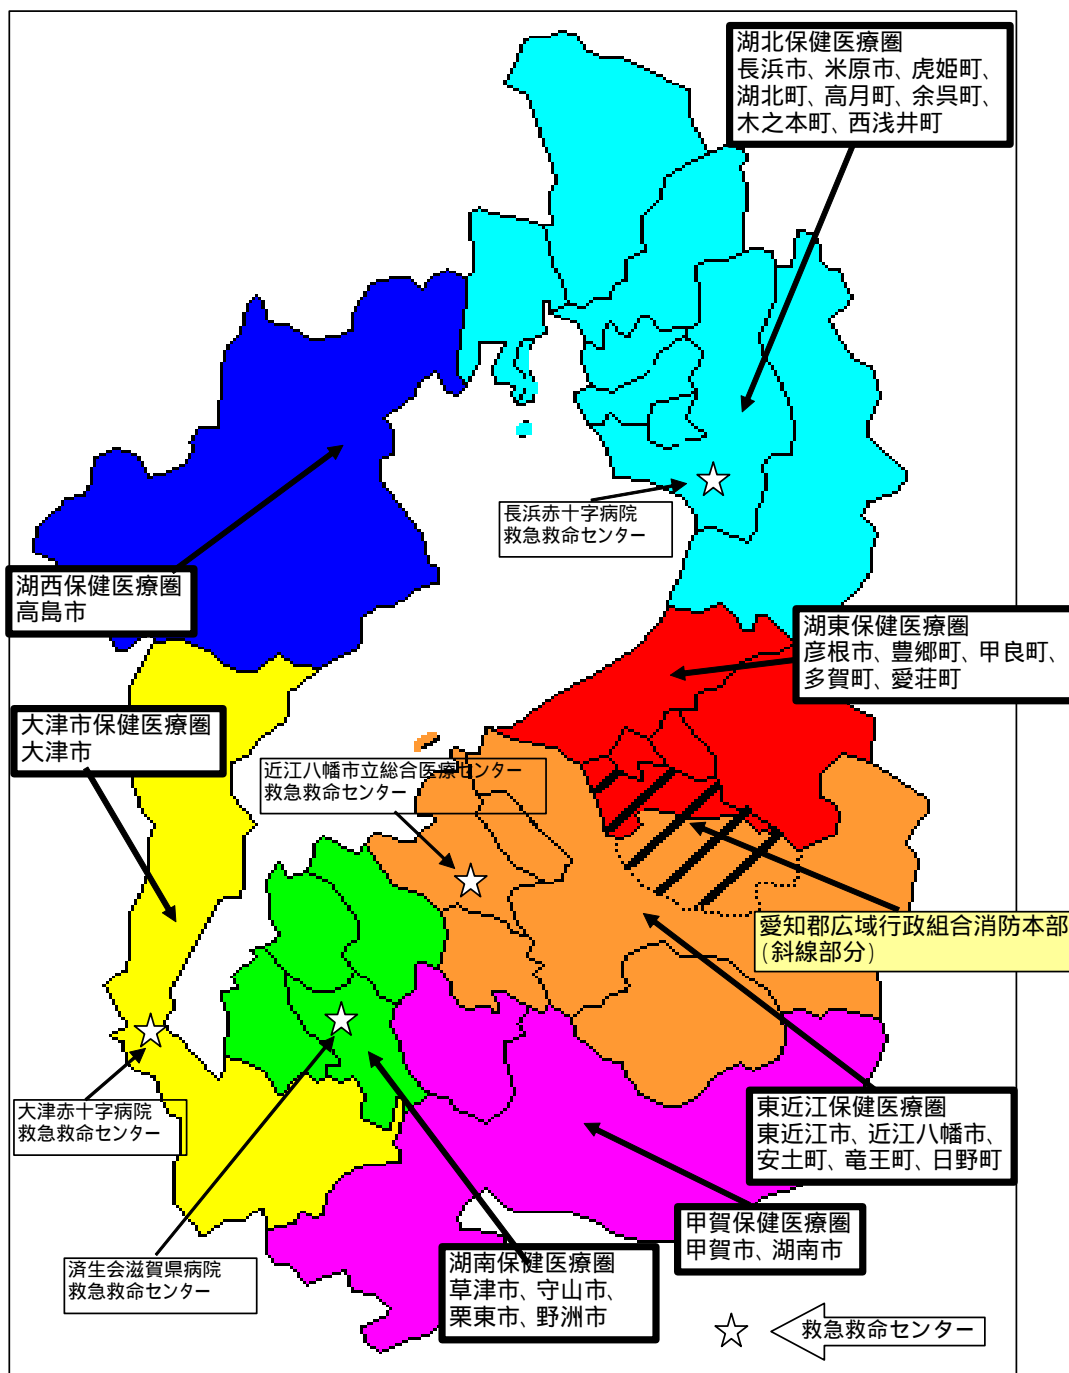 湖北保健医療圏
長浜市、米原市、虎姫町、
湖北町、高月町、余呉町、
木之本町、西浅井町
長浜赤十字病院
救急救命センター
湖西保健医療圏
高島市
湖東保健医療圏
彦根市、豊郷町、甲良町、
多賀町、愛荘町
大津市保健医療圏
大津市
近江八幡市立総合医療センター
救急救命センター
愛知郡広域行政組合消防本部
(斜線部分)
大津赤十字病院
救急救命センター
東近江保健医療圏
東近江市、近江八幡市、
安土町、竜王町、日野町
甲賀保健医療圏
甲賀市、湖南市
済生会滋賀県病院
救急救命センター
湖南保健医療圏
草津市、守山市、
栗東市、野洲市
救急救命センター